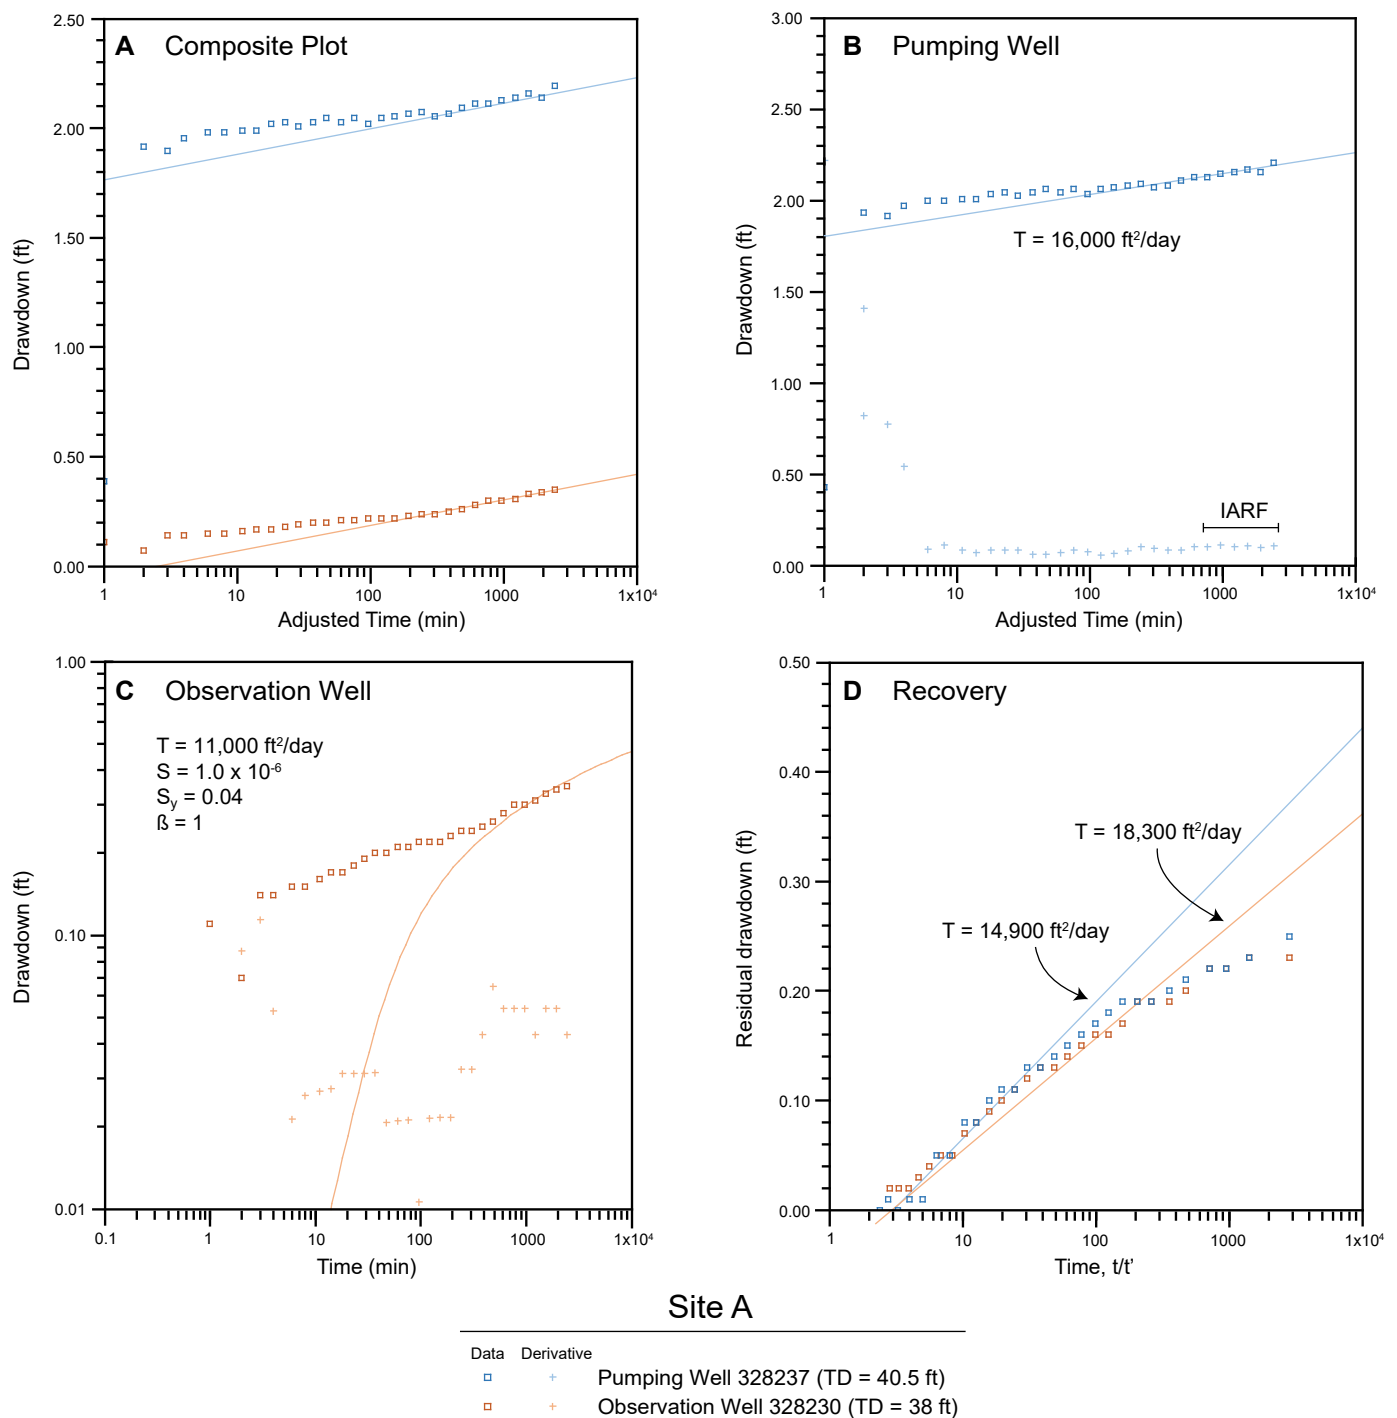 A Composite Plot
2.50
2.00
1.50
1.00
0.50
0.00
Drawdown (ft)
1 10 100 1000 1x10⁴
Adjusted Time (min)
B Pumping Well
3.00
2.50
2.00
1.50
1.00
0.50
0.00
Drawdown (ft)
T = 16,000 ft²/day
IARF
1 10 100 1000 1x10⁴
Adjusted Time (min)
C Observation Well
1.00
0.10
0.01
Drawdown (ft)
T = 11,000 ft²/day
S = 1.0 x 10⁻⁶
Sᵧ = 0.04
ß = 1
0.1 1 10 100 1000 1x10⁴
Time (min)
D Recovery
0.50
0.40
0.30
0.20
0.10
0.00
Residual drawdown (ft)
T = 18,300 ft²/day
T = 14,900 ft²/day
1 10 100 1000 1x10⁴
Time, t/t’
Site A
Data Derivative
Pumping Well 328237 (TD = 40.5 ft)
Observation Well 328230 (TD = 38 ft)